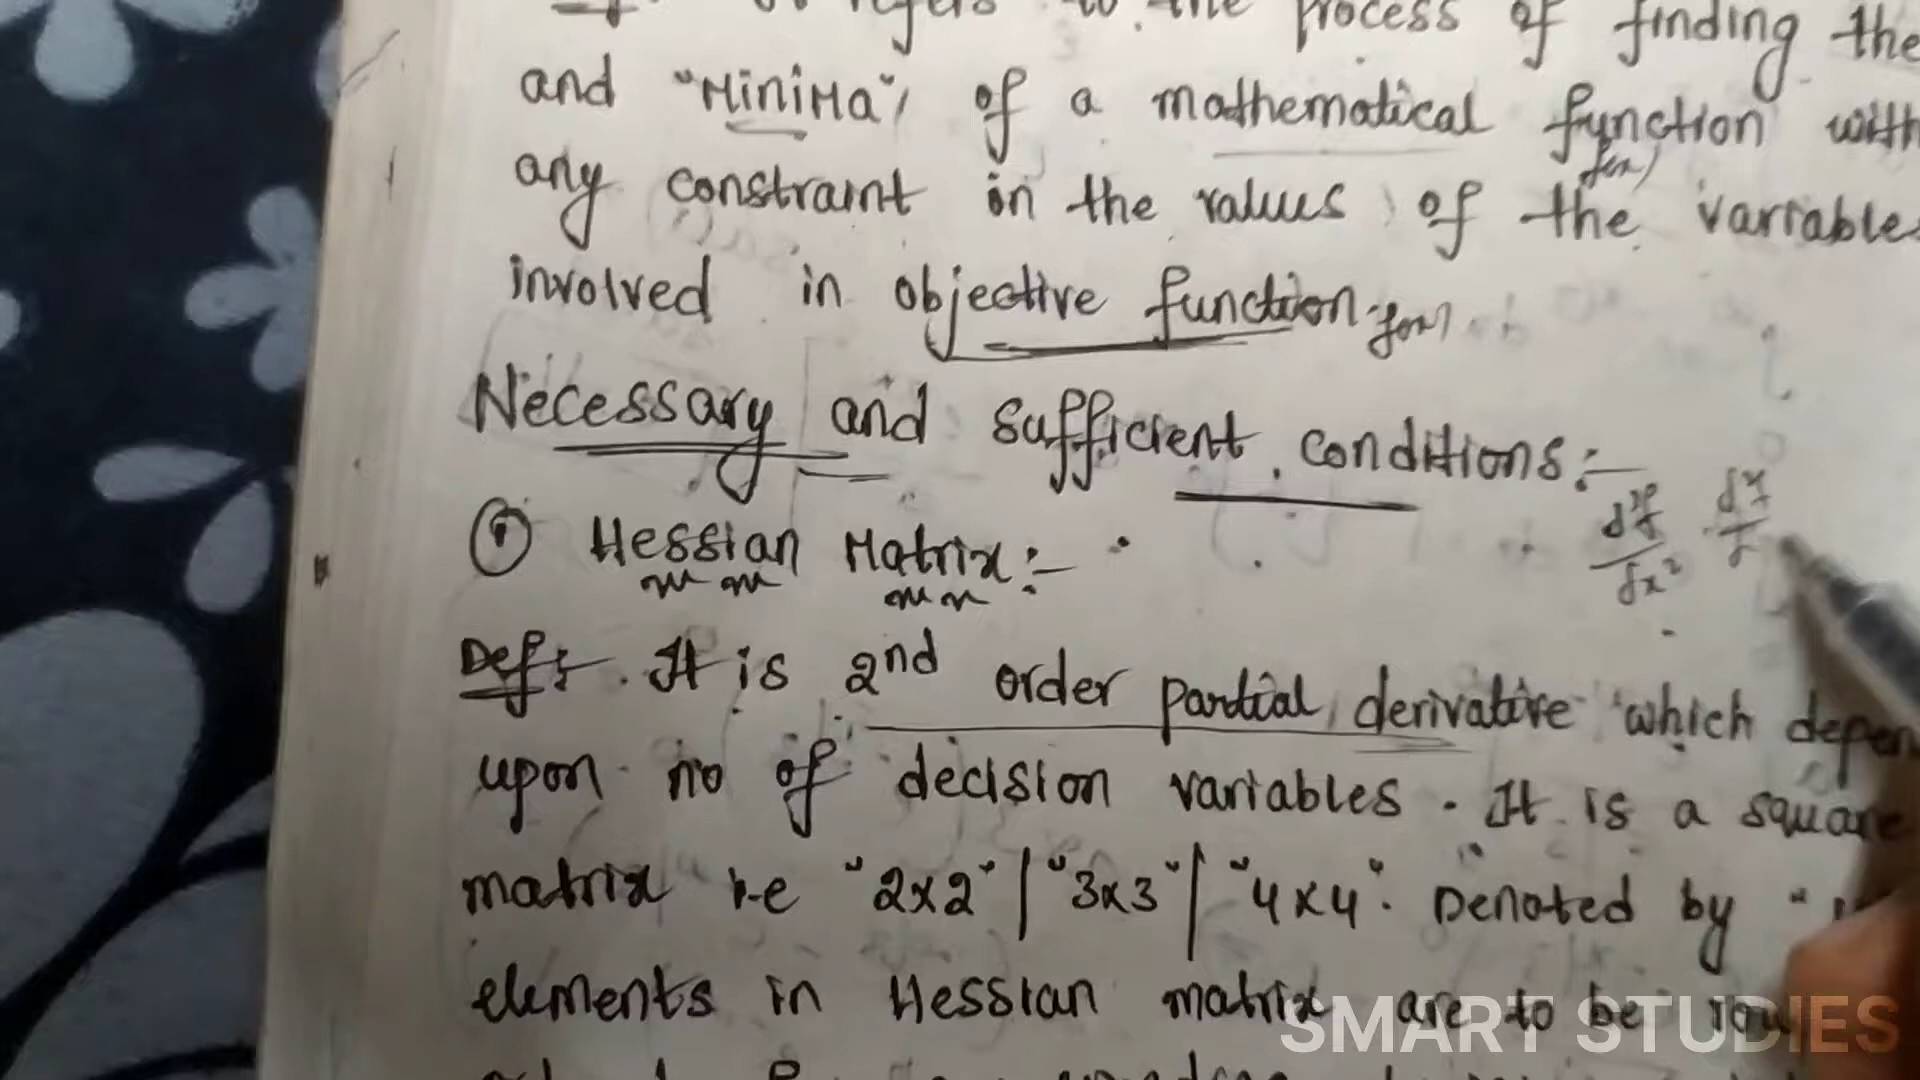 refers to the process of finding the
and "Minima", of a mathematical function with
any constraint in the values of the variables
f(x)
involved in objective function. f(x)
Necessary and sufficient conditions:-
① Hessian Matrix:-
d²f/dx²
Def: It is 2nd order partial derivative which depen
upon no of decision variables. It is a square
matrix i.e "2x2" | "3x3" | "4x4". Denoted by "
elements in Hessian matrix are to be
SMART STUDIES